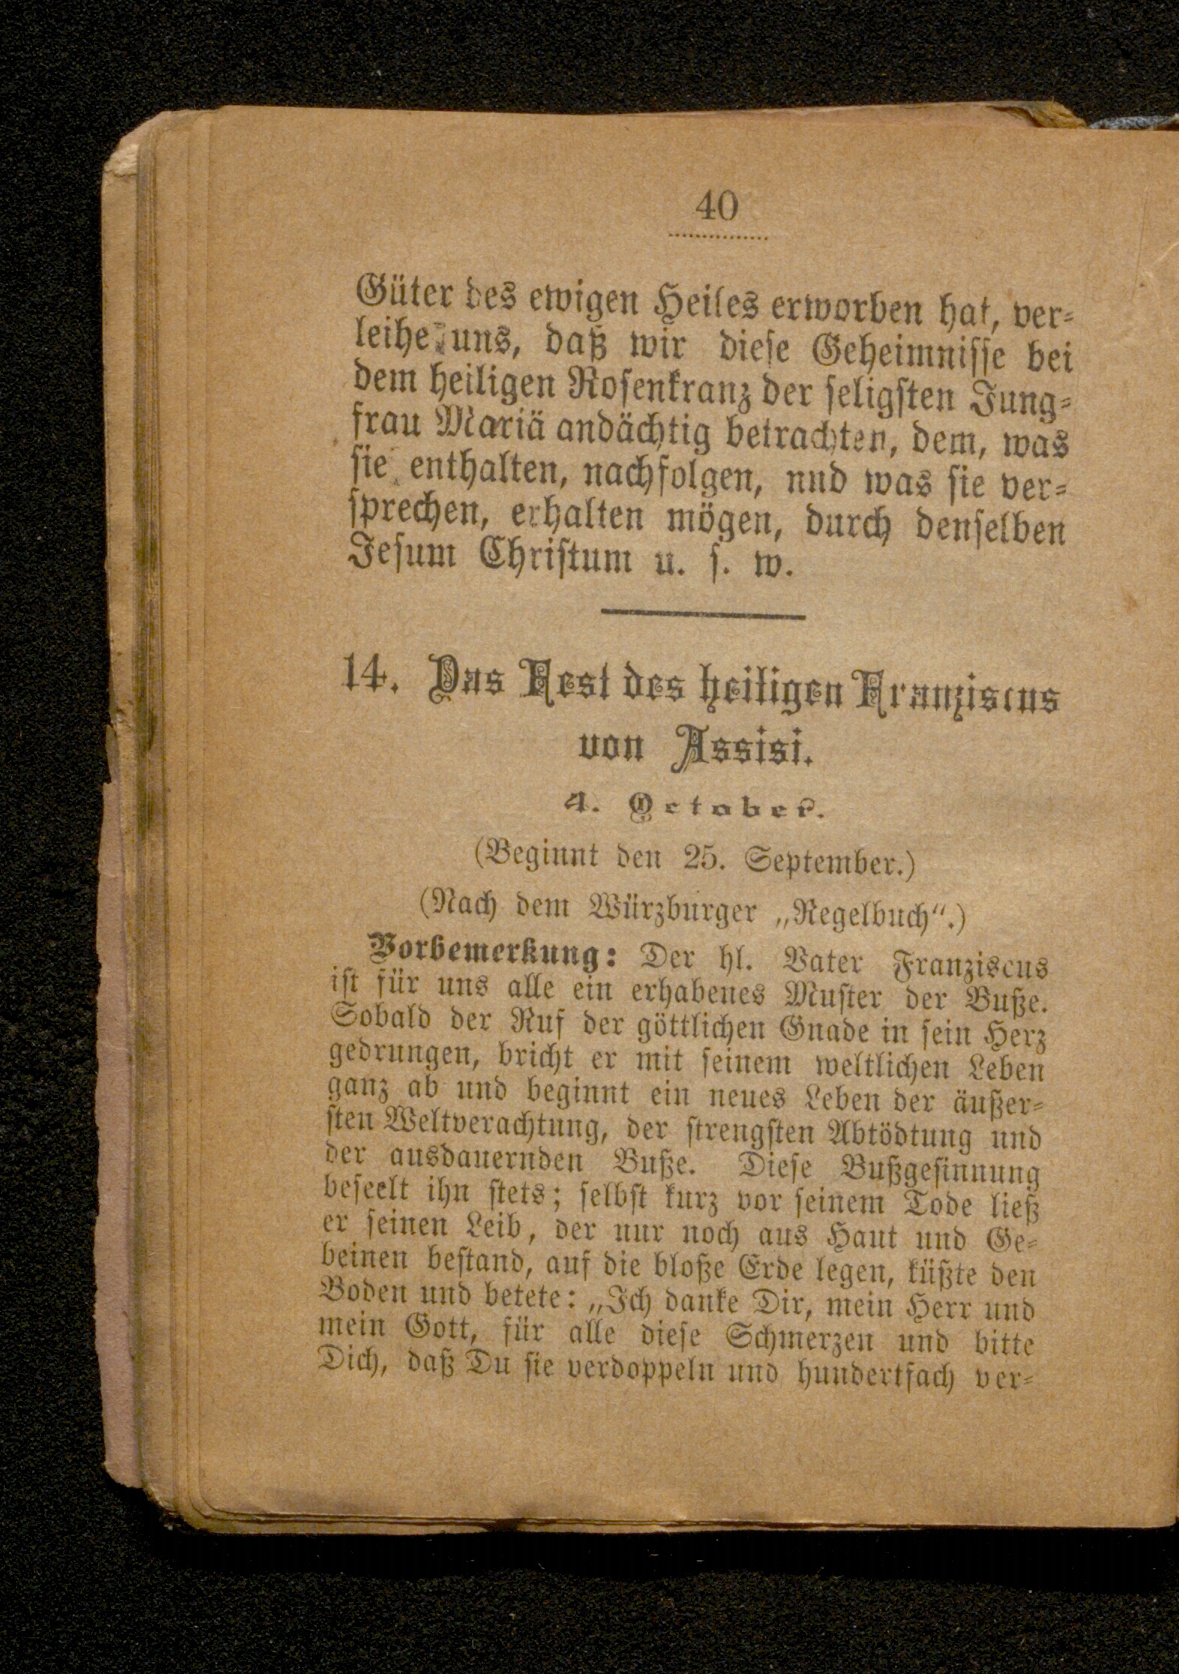 40
Güter des ewigen Heiles erworben hat, ver-
leihe uns, daß wir diese Geheimnisse bei
dem heiligen Rosenkranz der seligsten Jung-
frau Mariä andächtig betrachten, dem, was
sie enthalten, nachfolgen, nnd was sie ver-
sprechen, erhalten mögen, durch denselben
Jesum Christum u. s. w.
14. Das Fest des heiligen Franziscus
von Assisi.
4. October.
(Beginnt den 25. September.)
(Nach dem Würzburger „Regelbuch“.)
Vorbemerkung: Der hl. Vater Franziscus
ist für uns alle ein erhabenes Muster der Buße.
Sobald der Ruf der göttlichen Gnade in sein Herz
gedrungen, bricht er mit seinem weltlichen Leben
ganz ab und beginnt ein neues Leben der äußer-
sten Weltverachtung, der strengsten Abtödtung und
der ausdauernden Buße. Diese Bußgesinnung
beseelt ihn stets; selbst kurz vor seinem Tode ließ
er seinen Leib, der nur noch aus Haut und Ge-
beinen bestand, auf die bloße Erde legen, küßte den
Boden und betete: „Ich danke Dir, mein Herr und
mein Gott, für alle diese Schmerzen und bitte
Dich, daß Du sie verdoppeln und hundertfach ver-